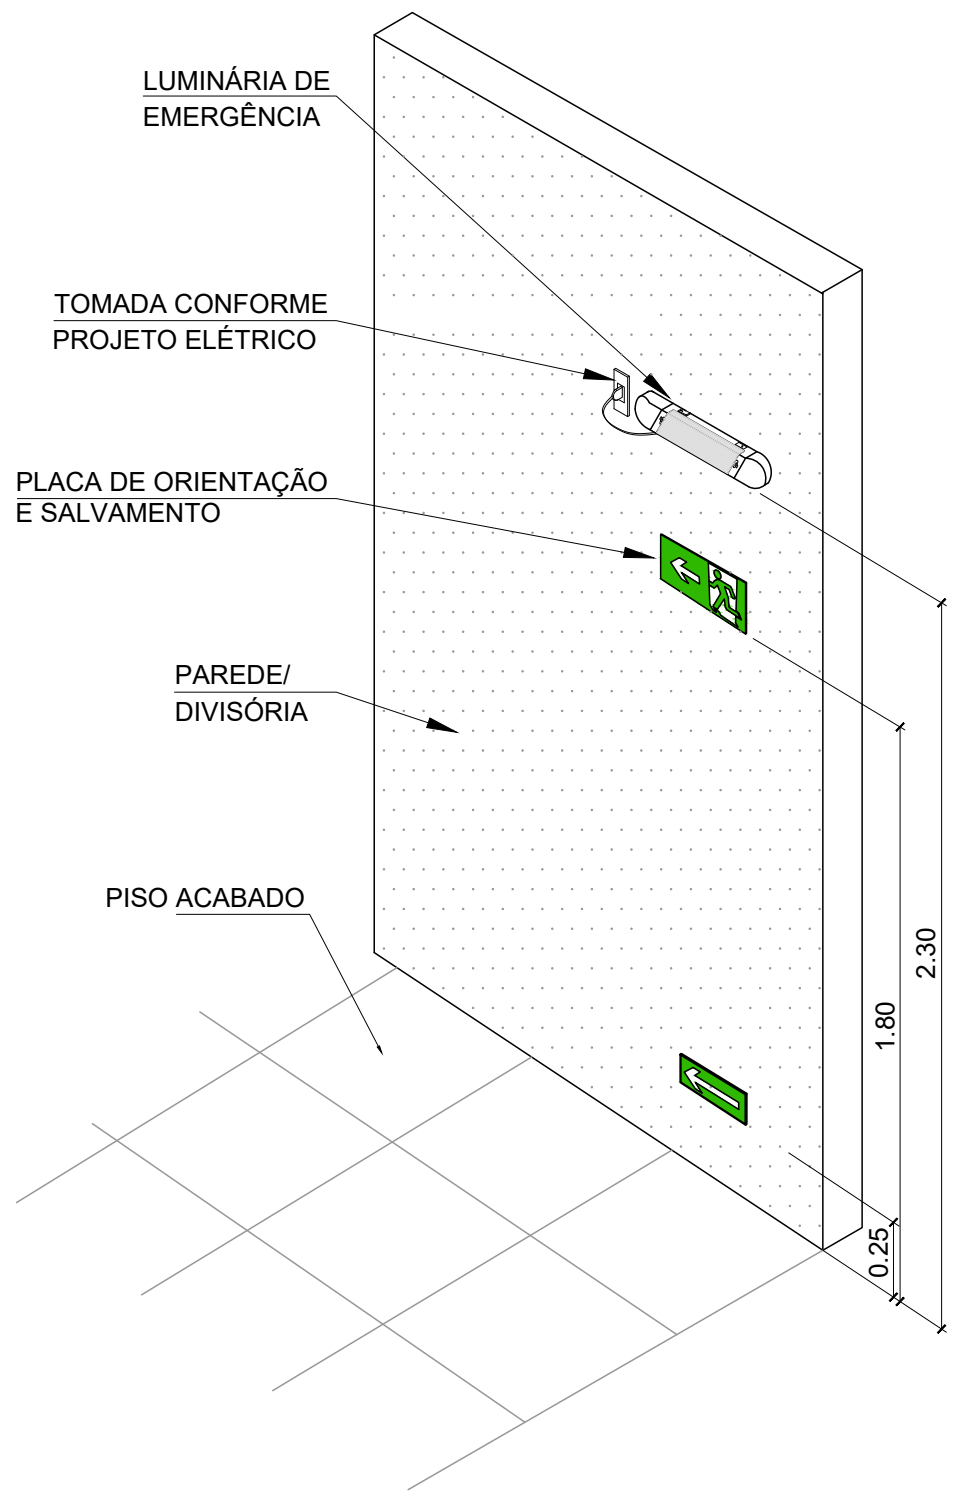 LUMINÁRIA DE
EMERGÊNCIA
TOMADA CONFORME
PROJETO ELÉTRICO
PLACA DE ORIENTAÇÃO
E SALVAMENTO
PAREDE/
DIVISÓRIA
PISO ACABADO
2.30
1.80
0.25